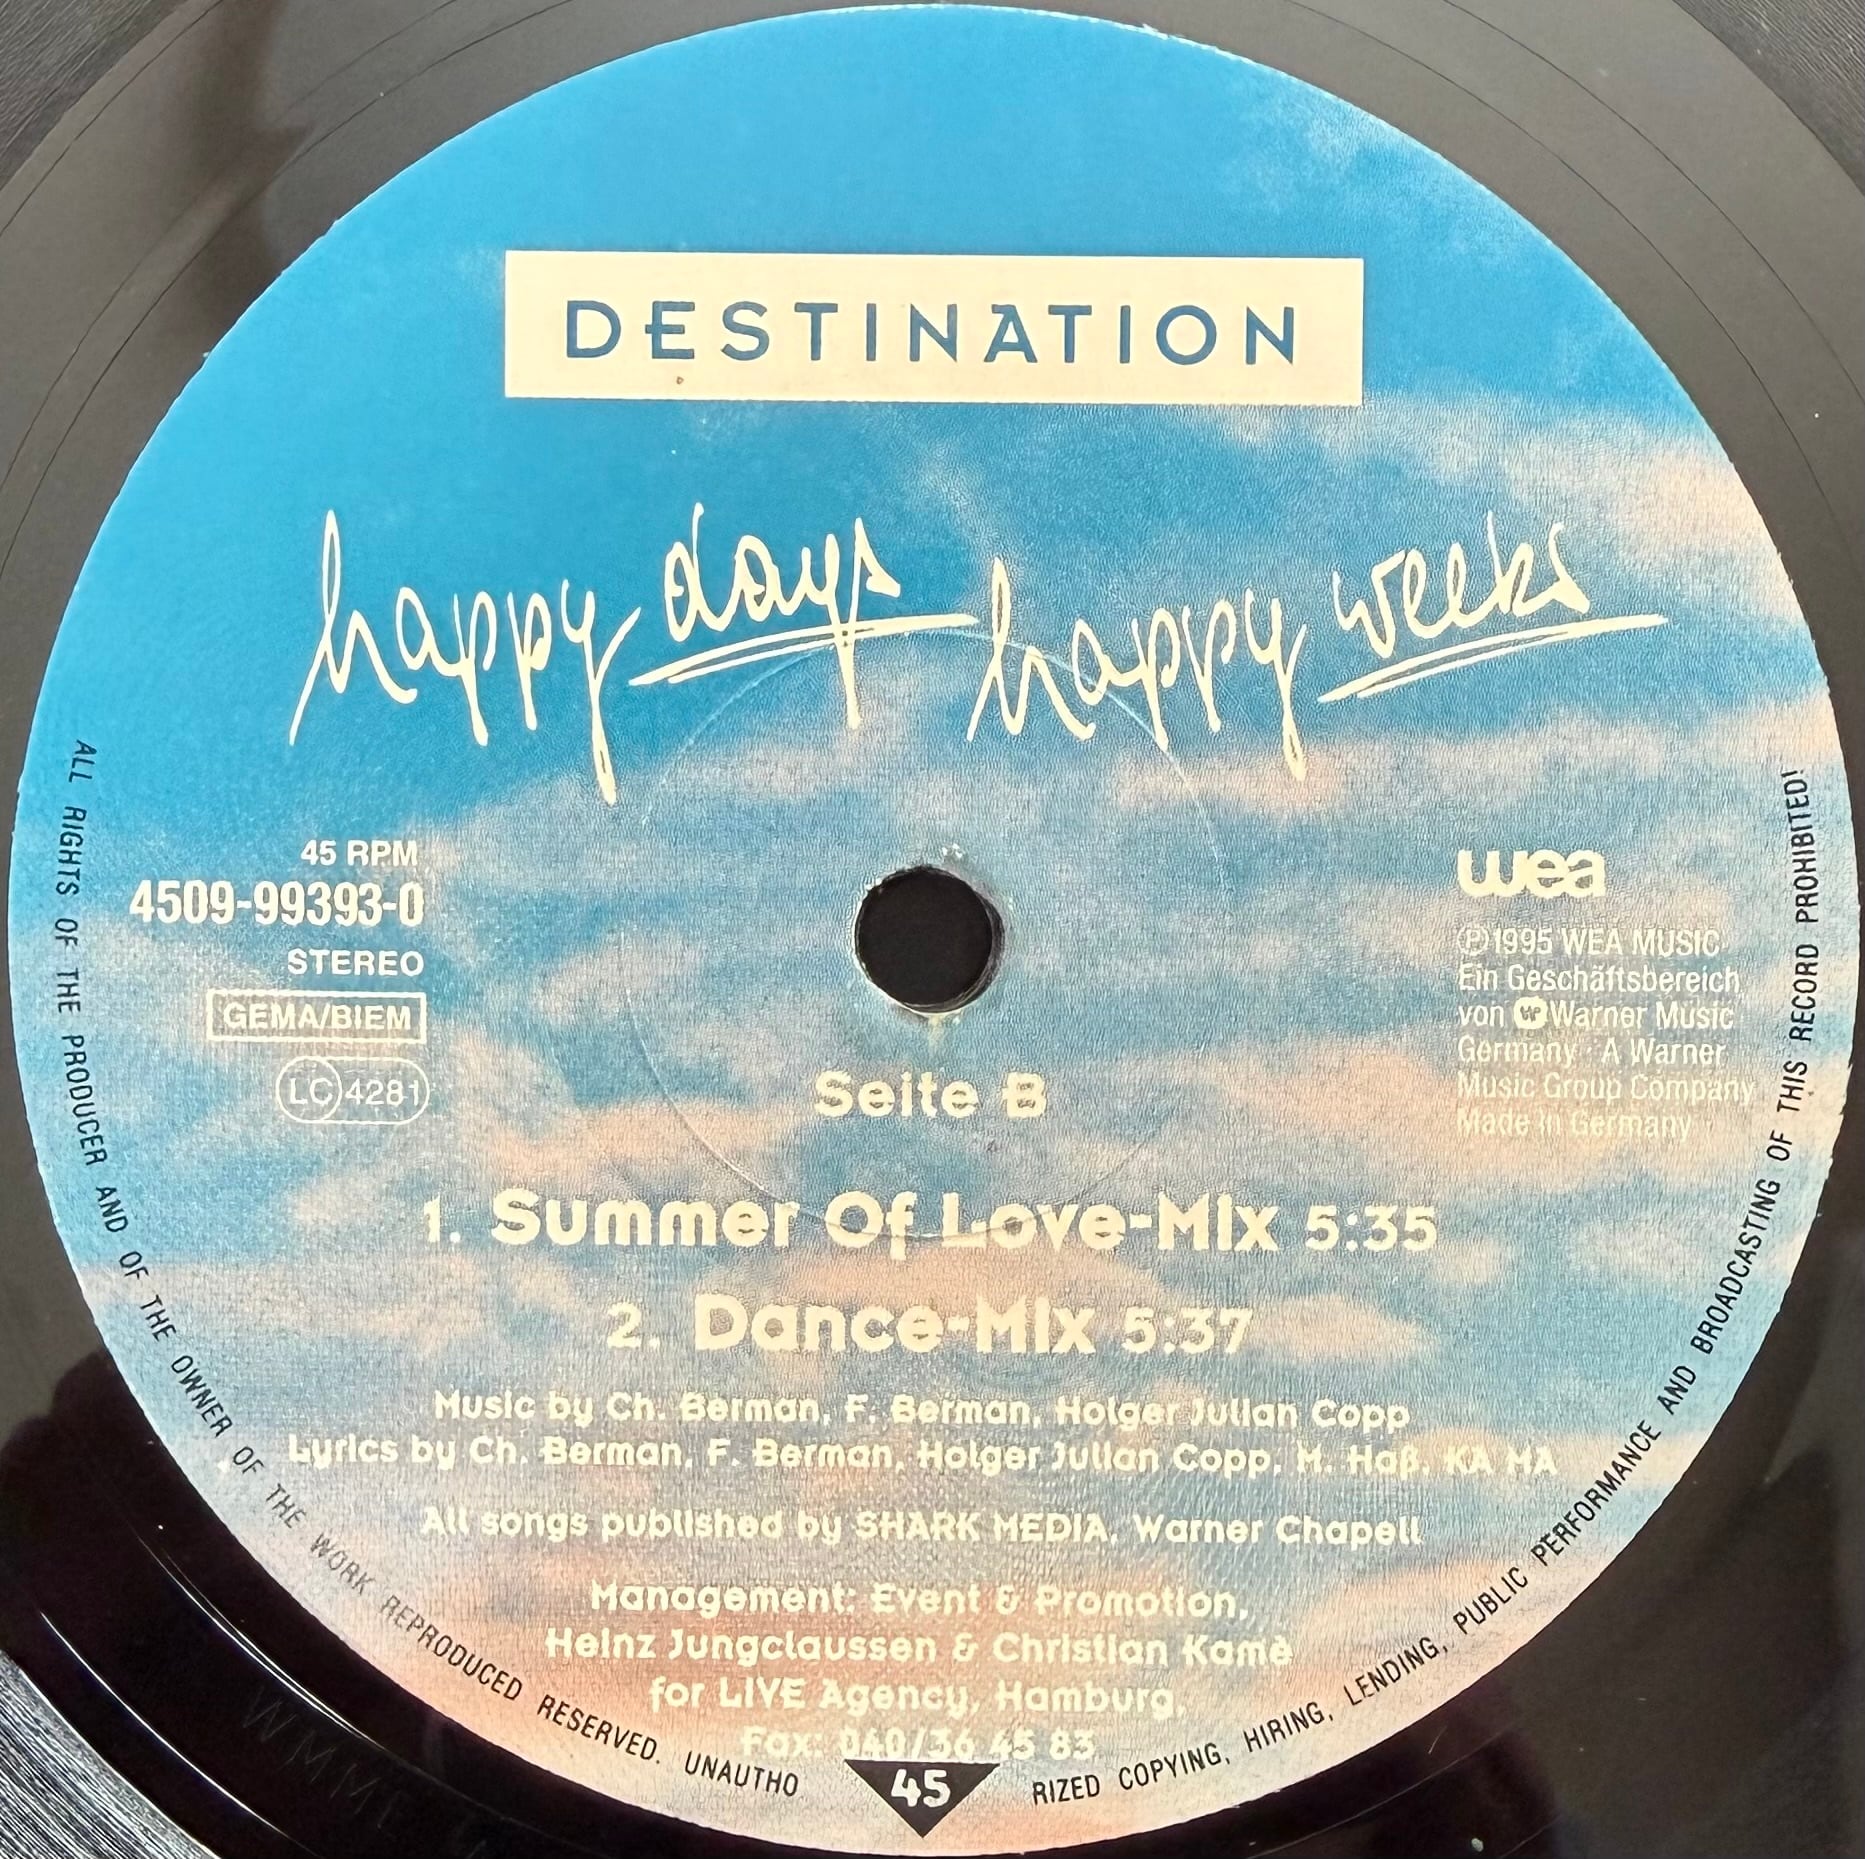 DESTINATION
happy days happy weeks
45 RPM
4509-99393-0
STEREO
GEMA/BIEM
LC 4281
wea
Ⓟ1995 WEA MUSIC
Ein Geschäftsbereich
von Warner Music
Germany · A Warner
Music Group Company
Made in Germany
Seite B
1. Summer Of Love-Mix 5:35
2. Dance-Mix 5:37
Music by Ch. Berman, F. Berman, Holger Julian Copp
Lyrics by Ch. Berman, F. Berman, Holger Julian Copp, M. Haß, KA MA
All songs published by SHARK MEDIA, Warner Chapell
Management: Event & Promotion,
Heinz Jungclaussen & Christian Kamè
for LIVE Agency, Hamburg,
Fax: 040/36 45 83
45
ALL RIGHTS OF THE PRODUCER AND OF THE OWNER OF THE WORK REPRODUCED RESERVED. UNAUTHORIZED COPYING, HIRING, LENDING, PUBLIC PERFORMANCE AND BROADCASTING OF THIS RECORD PROHIBITED!